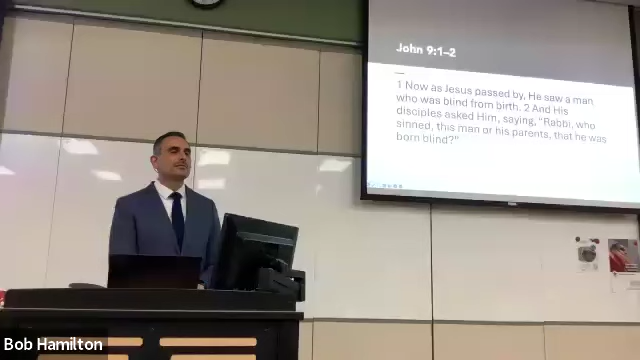 John 9:1–2
1 Now as Jesus passed by, He saw a man
who was blind from birth. 2 And His
disciples asked Him, saying, "Rabbi, who
sinned, this man or his parents, that he was
born blind?"
Bob Hamilton